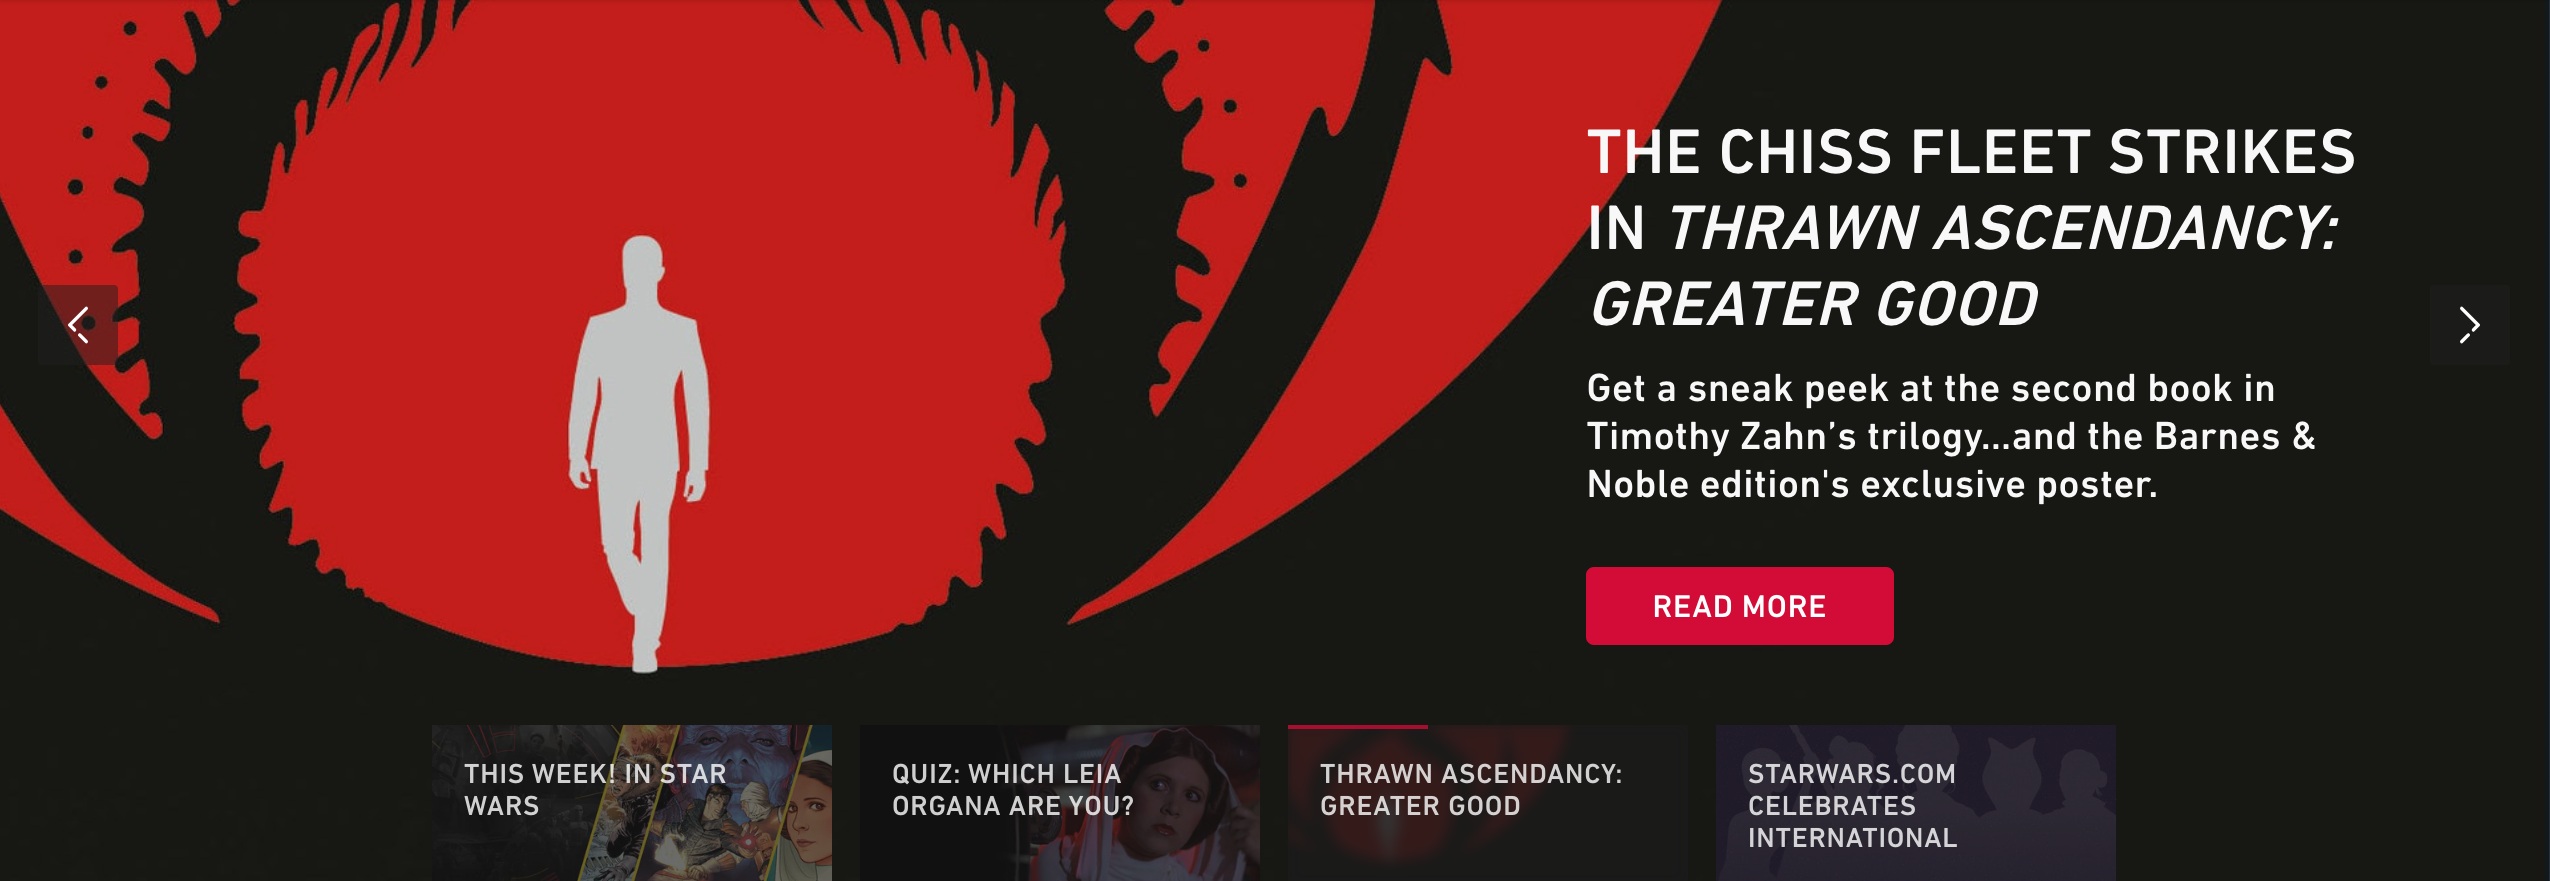 THE CHISS FLEET STRIKES
IN THRAWN ASCENDANCY:
GREATER GOOD
Get a sneak peek at the second book in
Timothy Zahn’s trilogy...and the Barnes &
Noble edition's exclusive poster.
READ MORE
THIS WEEK! IN STAR
WARS
QUIZ: WHICH LEIA
ORGANA ARE YOU?
THRAWN ASCENDANCY:
GREATER GOOD
STARWARS.COM
CELEBRATES
INTERNATIONAL